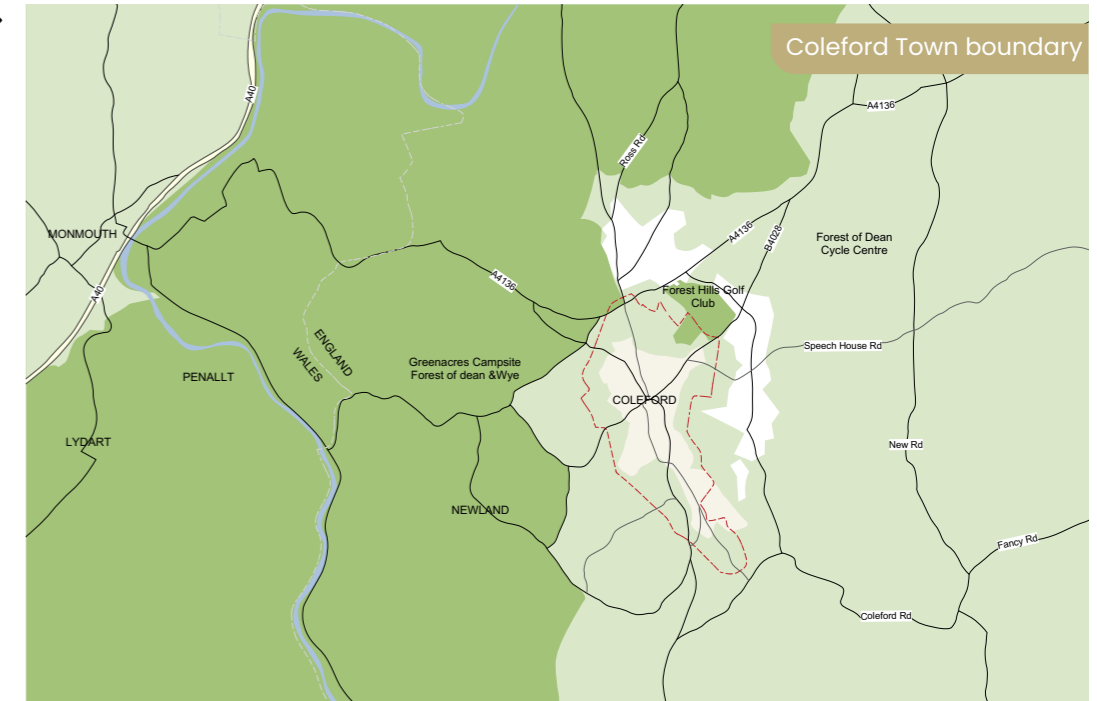 Coleford Town boundary
A40
A4136
Ross Rd
MONMOUTH
A4136
B4028
Forest of Dean
Cycle Centre
A4136
A40
Forest Hills Golf
Club
ENGLAND
WALES
Speech House Rd
Greenacres Campsite
Forest of dean &Wye
PENALLT
COLEFORD
LYDART
New Rd
NEWLAND
Fancy Rd
Coleford Rd